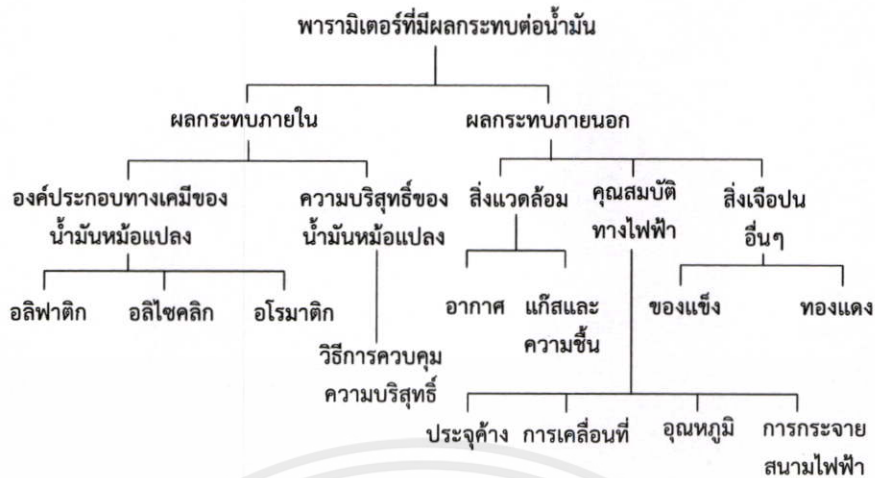 พารามิเตอร์ที่มีผลกระทบต่อน้ำมัน
ผลกระทบภายใน
ผลกระทบภายนอก
องค์ประกอบทางเคมีของ
น้ำมันหม้อแปลง
ความบริสุทธิ์ของ
น้ำมันหม้อแปลง
สิ่งแวดล้อม
คุณสมบัติ
ทางไฟฟ้า
สิ่งเจือปน
อื่นๆ
อลิฟาติก
อลิไซคลิก
อโรมาติก
วิธีการควบคุม
ความบริสุทธิ์
อากาศ
แก๊สและ
ความชื้น
ของแข็ง
ทองแดง
ประจุค้าง
การเคลื่อนที่
อุณหภูมิ
การกระจาย
สนามไฟฟ้า